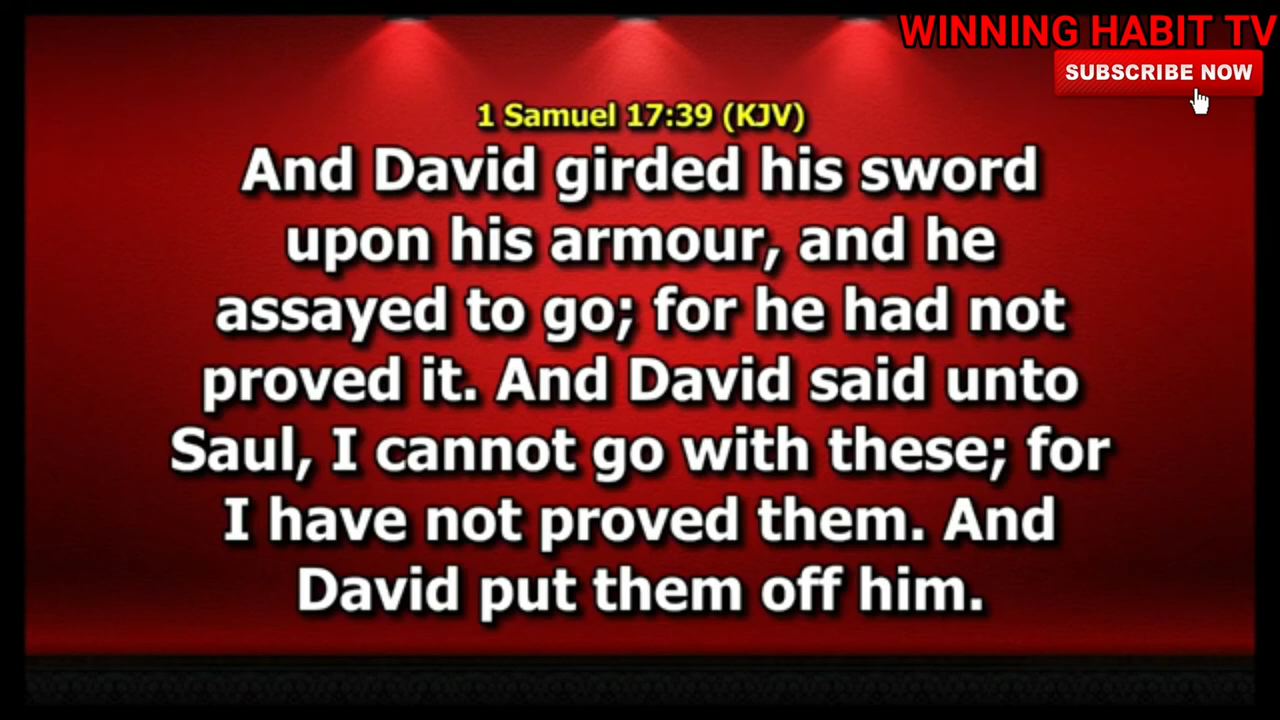 WINNING HABIT TV
SUBSCRIBE NOW
1 Samuel 17:39 (KJV)
And David girded his sword
upon his armour, and he
assayed to go; for he had not
proved it. And David said unto
Saul, I cannot go with these; for
I have not proved them. And
David put them off him.